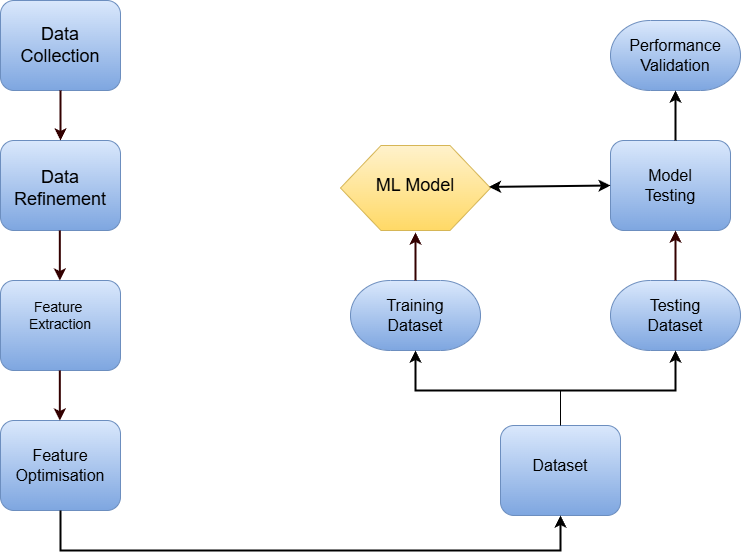 Data
Collection
Data
Refinement
Feature
Extraction
Feature
Optimisation
Dataset
Training
Dataset
Testing
Dataset
ML Model
Model
Testing
Performance
Validation